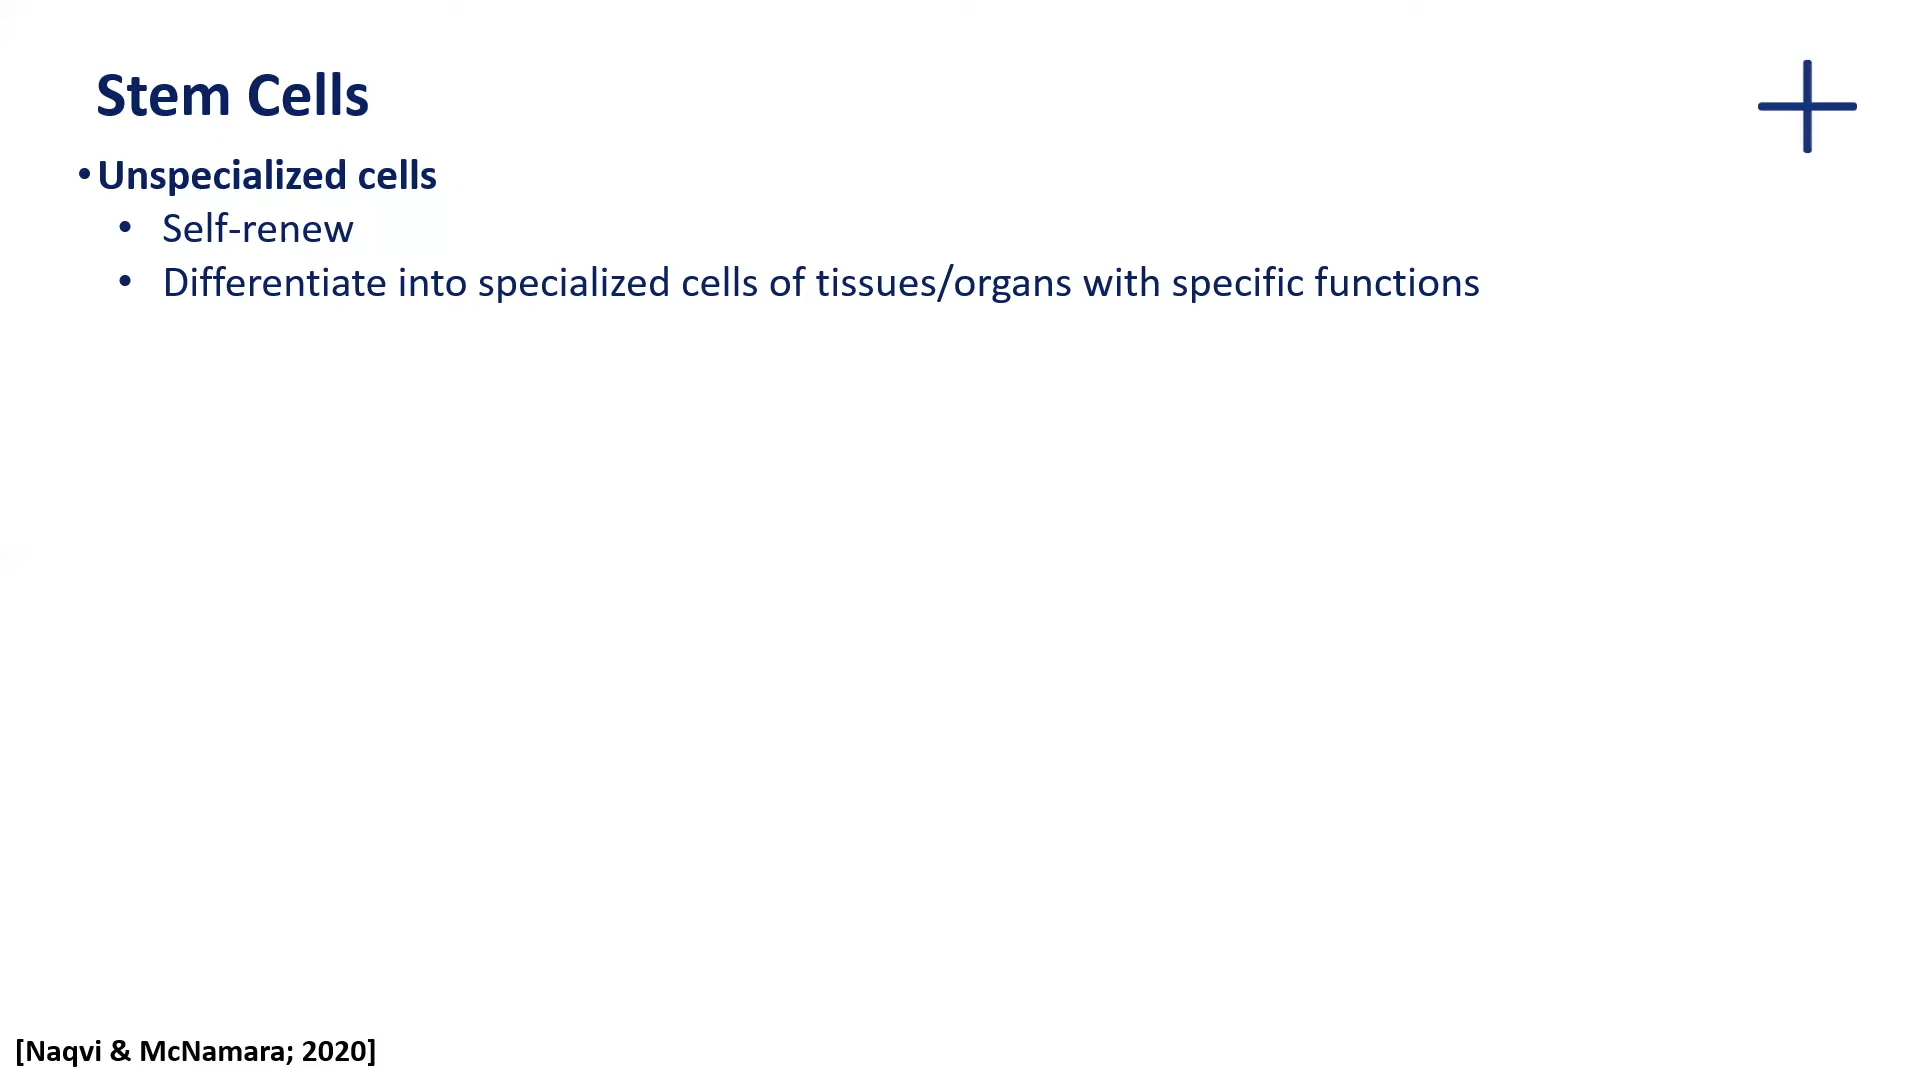 Stem Cells
• Unspecialized cells
• Self-renew
• Differentiate into specialized cells of tissues/organs with specific functions
[Naqvi & McNamara; 2020]